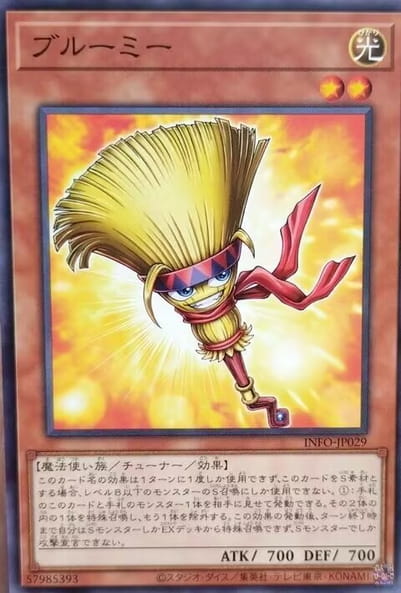 ブルーミー
光
INFO-JP029
【魔法使い族／チューナー／効果】
このカード名の効果は１ターンに１度しか使用できず、このカードをＳ素材と
する場合、レベル８以下のモンスターのＳ召喚にしか使用できない。①：手札
のこのカードと手札のモンスター１体を相手に見せて発動できる。その２体の
内の１体を特殊召喚し、もう１体を除外する。この効果の発動後、ターン終了時
まで自分はＳモンスターしかＥＸデッキから特殊召喚できず、Ｓモンスターでしか
攻撃宣言できない。
ATK/ 700 DEF/ 700
57985393
©スタジオ・ダイス／集英社・テレビ東京・KONAMI